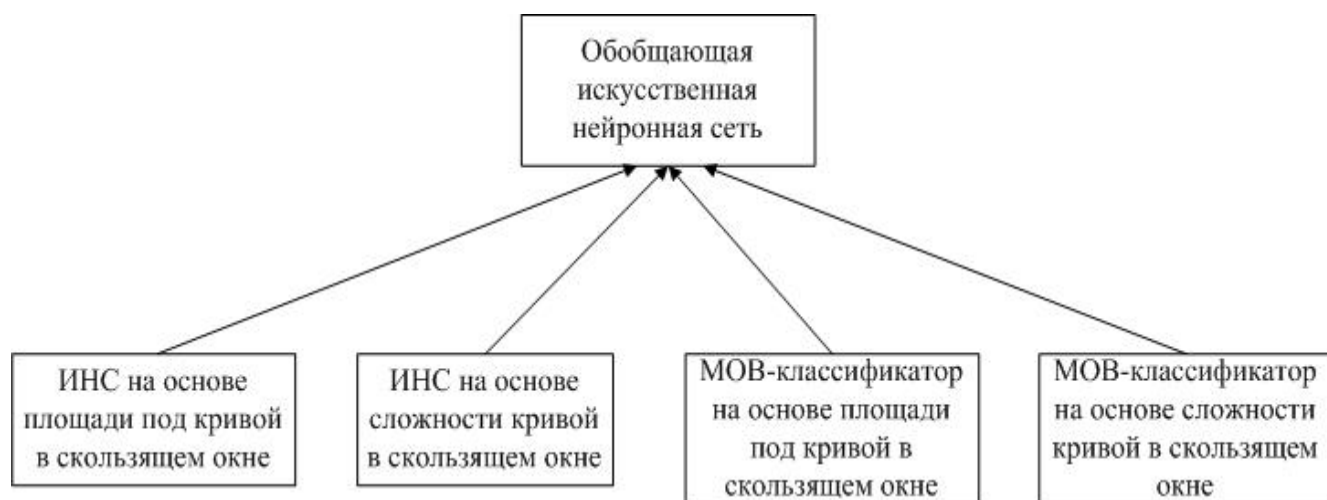 Обобщающая
искусственная
нейронная сеть
ИНС на основе
площади под кривой
в скользящем окне
ИНС на основе
сложности кривой
в скользящем окне
МОВ-классификатор
на основе площади
под кривой в
скользящем окне
МОВ-классификатор
на основе сложности
кривой в скользящем
окне